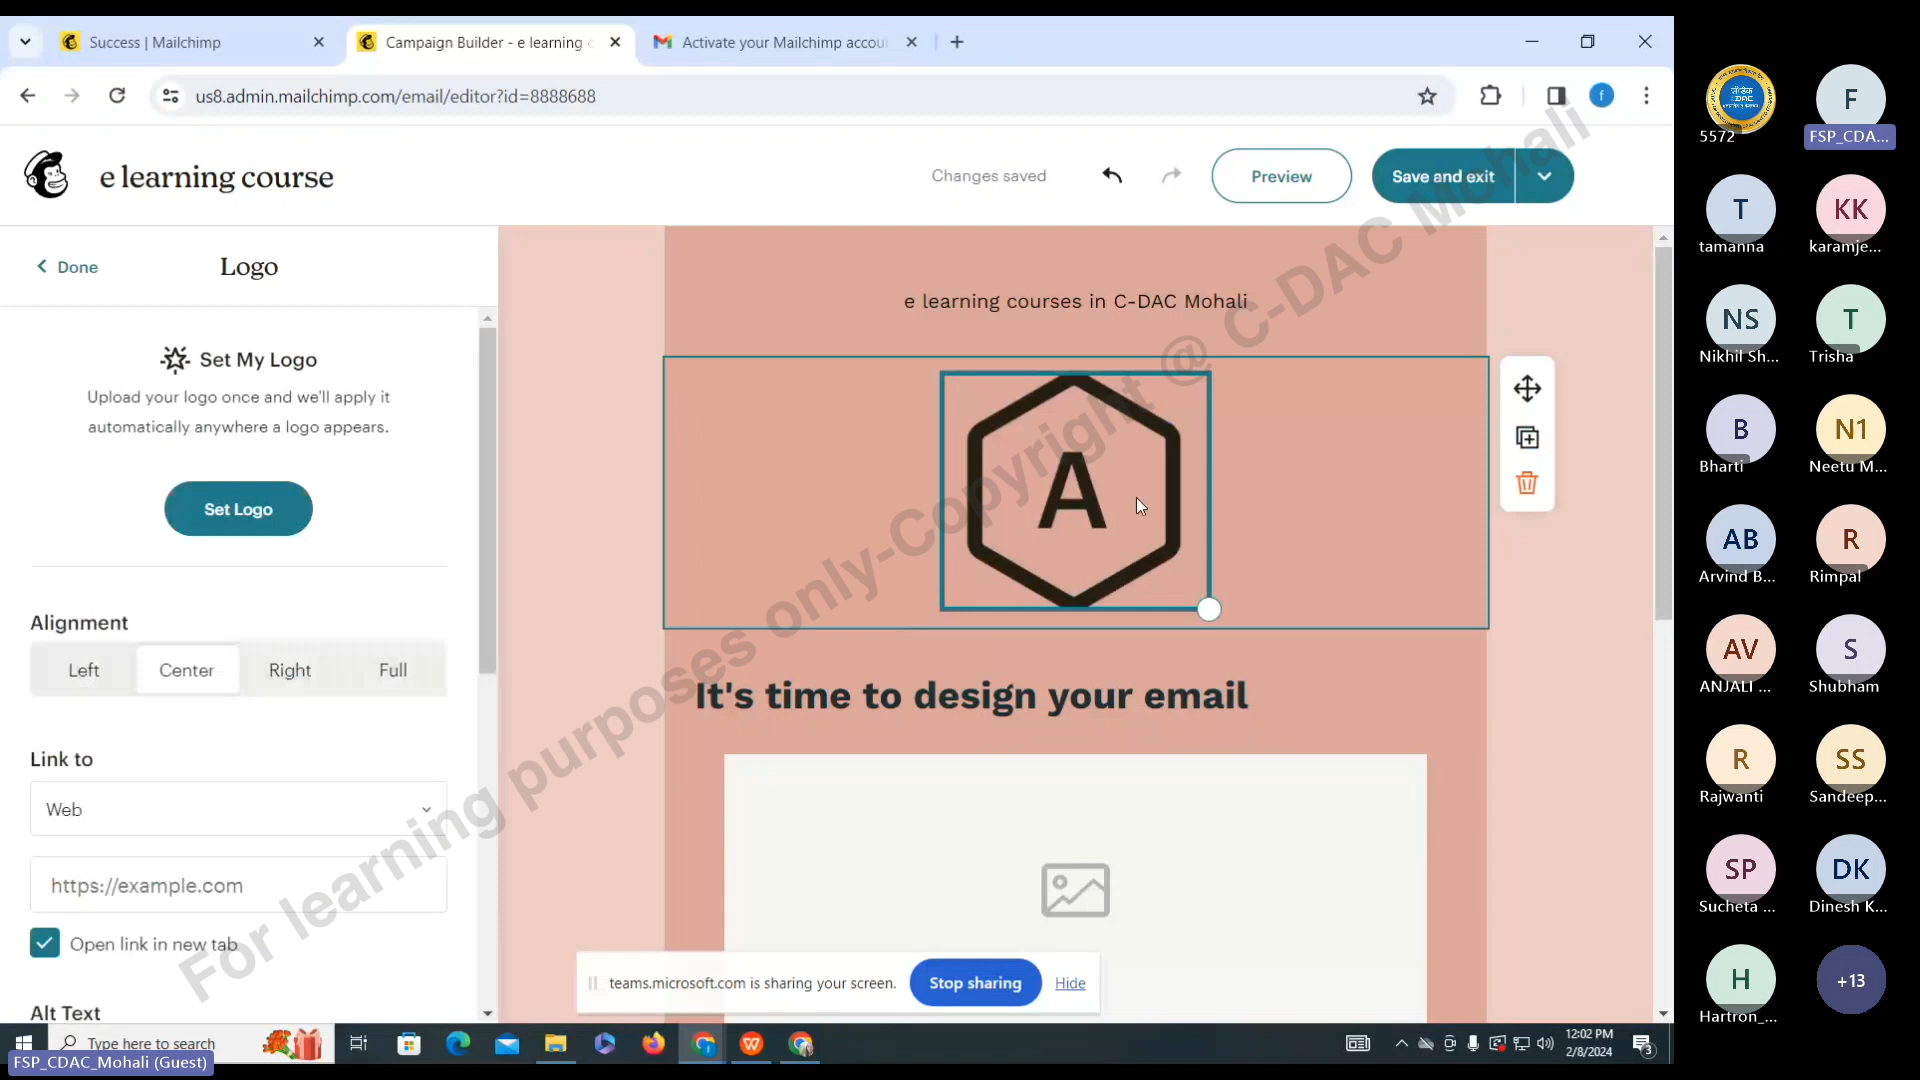 Success | Mailchimp
Campaign Builder - e learning c
Activate your Mailchimp accou
us8.admin.mailchimp.com/email/editor?id=8888688
f
e learning course
Changes saved
Preview
Save and exit
Done
Logo
Set My Logo
Upload your logo once and we'll apply it
automatically anywhere a logo appears.
Set Logo
Alignment
Left
Center
Right
Full
Link to
Web
https://example.com
Open link in new tab
Alt Text
e learning courses in C-DAC Mohali
A
It's time to design your email
For learning purposes only-Copyright @ C-DAC Mohali
teams.microsoft.com is sharing your screen.
Stop sharing
Hide
Type here to search
12:02 PM
2/8/2024
3
FSP_CDAC_Mohali (Guest)
5572
F
FSP_CDA...
T
tamanna
KK
karamje...
NS
Nikhil Sh...
T
Trisha
B
Bharti
N1
Neetu M...
AB
Arvind B...
R
Rimpal
AV
ANJALI ...
S
Shubham
R
Rajwanti
SS
Sandeep...
SP
Sucheta ...
DK
Dinesh K...
H
Hartron_...
+13